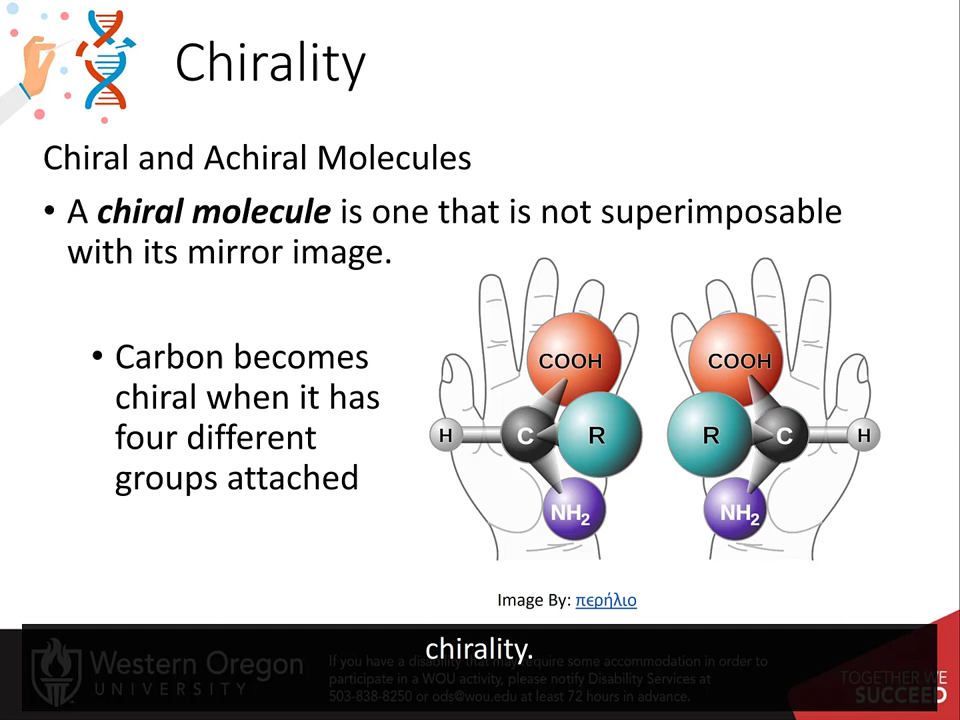 Chirality
Chiral and Achiral Molecules
• A chiral molecule is one that is not superimposable
with its mirror image.
• Carbon becomes
chiral when it has
four different
groups attached
COOH
H
C
R
NH2
COOH
R
C
H
NH2
Image By: περήλιο
chirality.
Western Oregon
UNIVERSITY
If you have a disability that may require some accommodation in order to
participate in a WOU activity, please notify Disability Services at
503-838-8250 or ods@wou.edu at least 72 hours in advance.
TOGETHER WE
SUCCEED